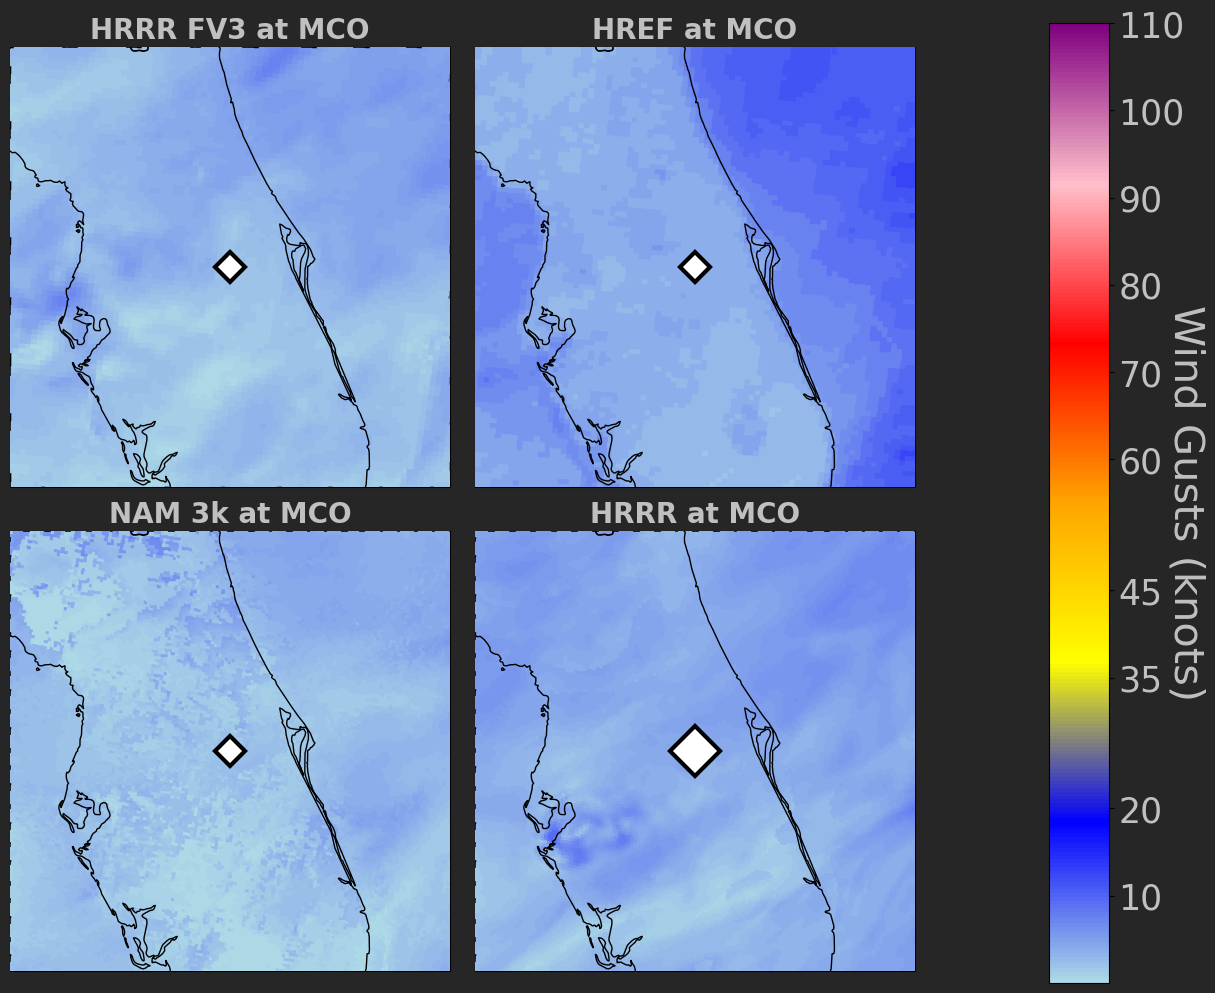 HRRR FV3 at MCO
HREF at MCO
NAM 3k at MCO
HRRR at MCO
110
100
90
80
70
60
45
35
20
10
Wind Gusts (knots)